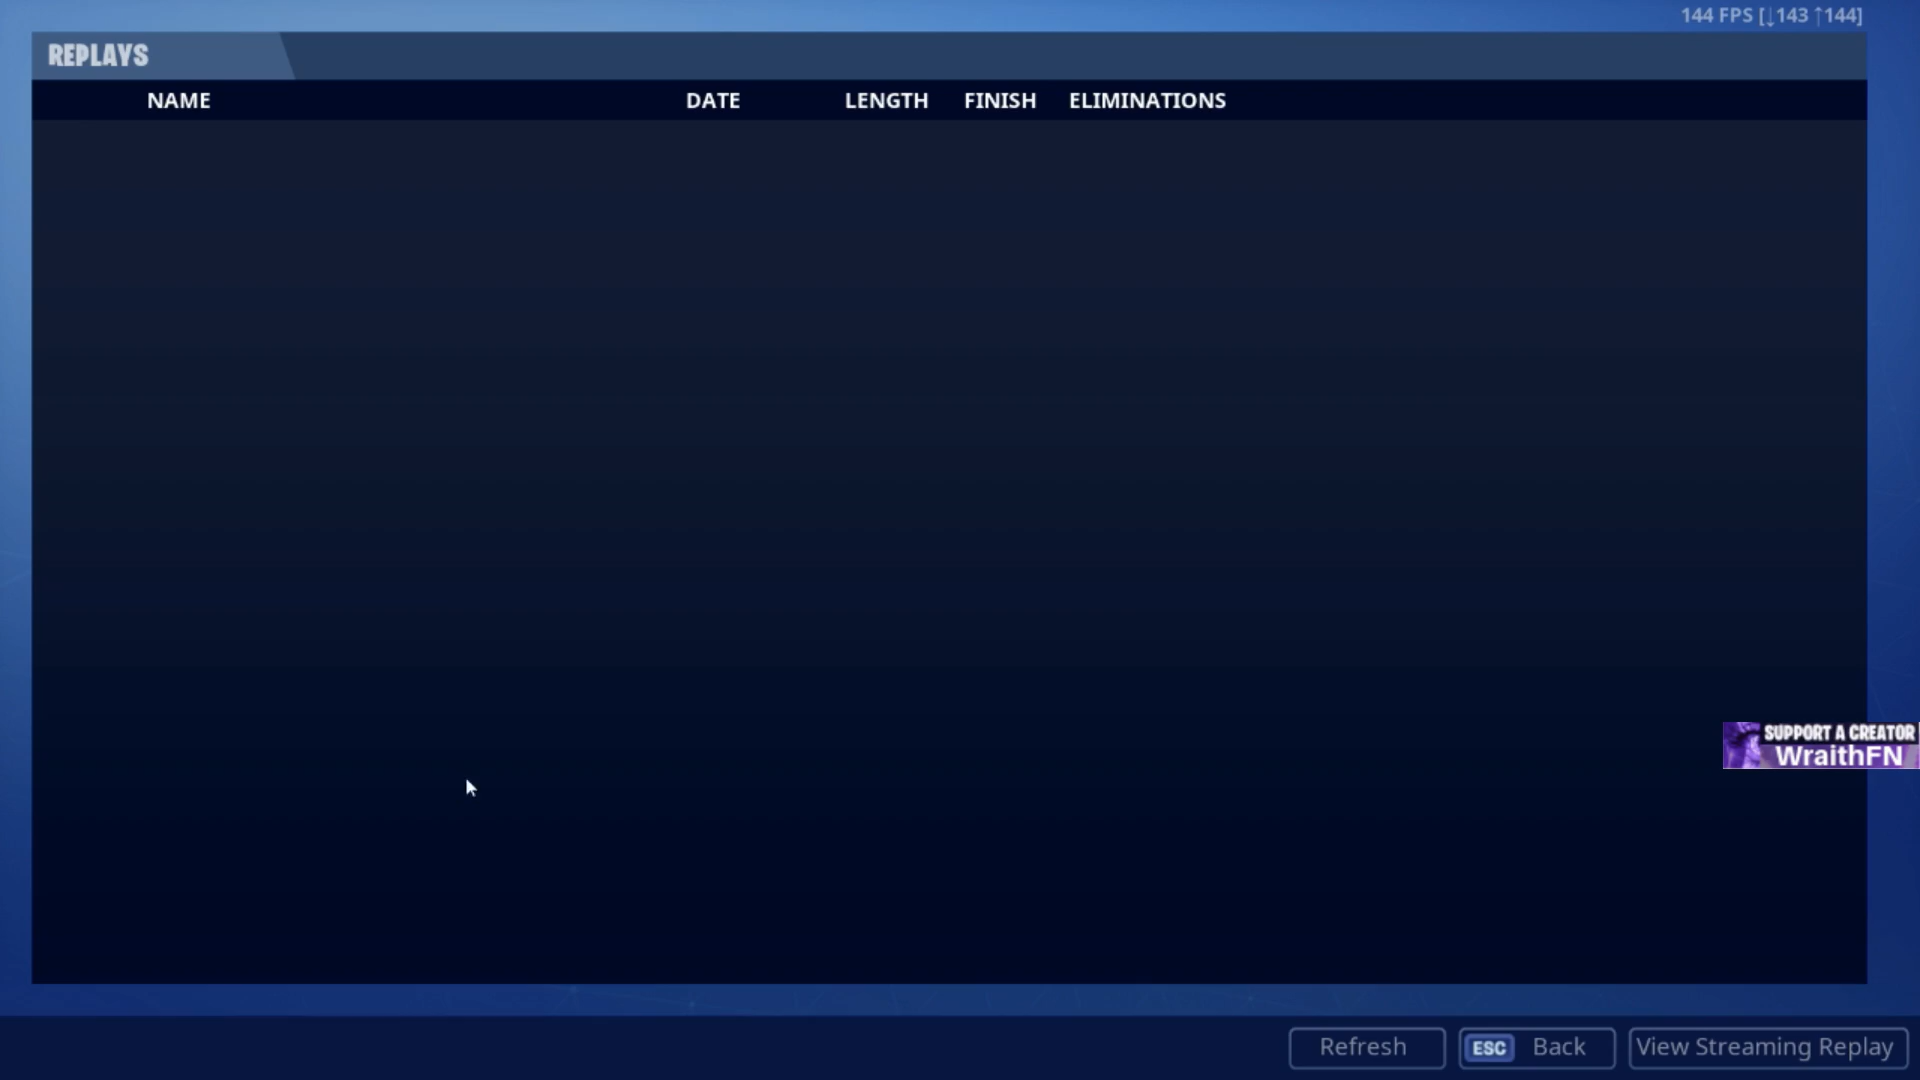 144 FPS [↓143 ↑144]
REPLAYS
NAME DATE LENGTH FINISH ELIMINATIONS
SUPPORT A CREATOR
WraithFN
Refresh ESC Back View Streaming Replay